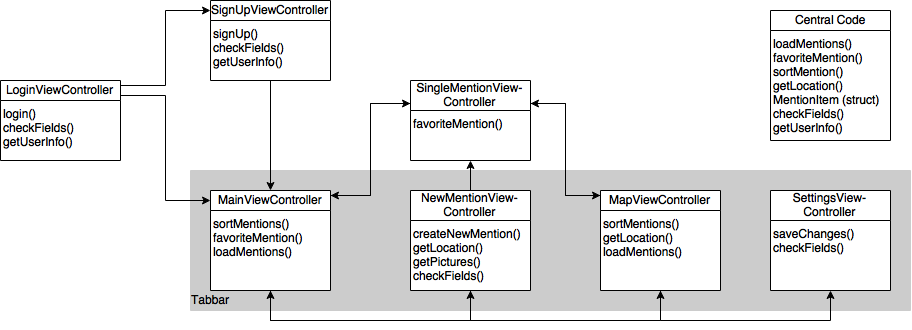 SignUpViewController
signUp()
checkFields()
getUserInfo()
Central Code
loadMentions()
favoriteMention()
sortMention()
getLocation()
MentionItem (struct)
checkFields()
getUserInfo()
LoginViewController
login()
checkFields()
getUserInfo()
SingleMentionView-
Controller
favoriteMention()
MainViewController
sortMentions()
favoriteMention()
loadMentions()
NewMentionView-
Controller
createNewMention()
getLocation()
getPictures()
checkFields()
MapViewController
sortMentions()
getLocation()
loadMentions()
SettingsView-
Controller
saveChanges()
checkFields()
Tabbar